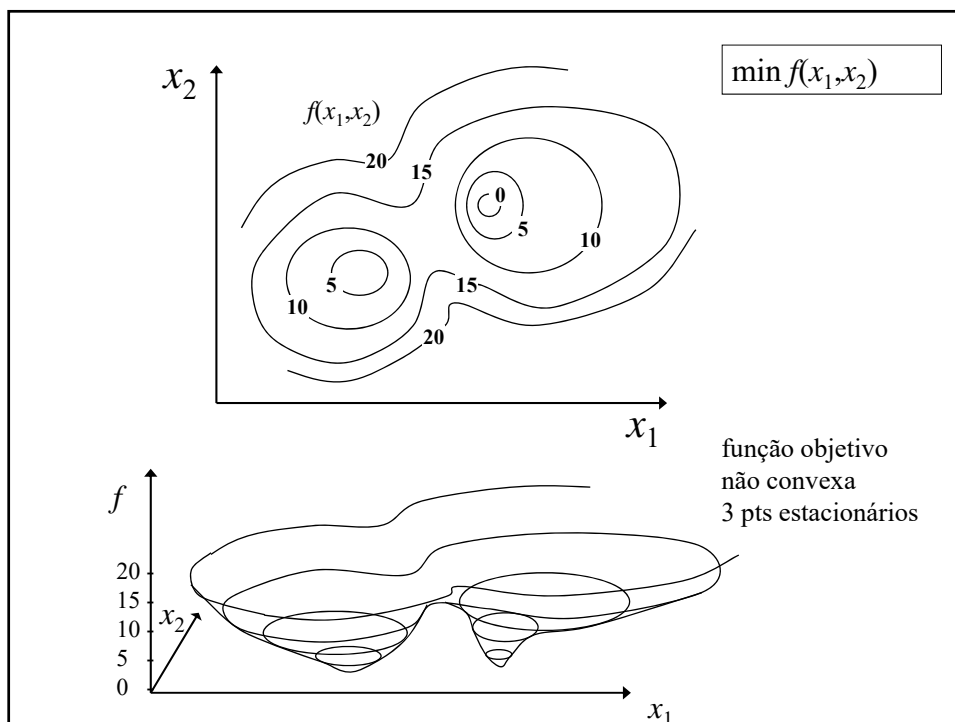 min f(x1,x2)
x2
f(x1,x2)
20
15
0
5
10
5
10
15
20
x1
função objetivo
não convexa
3 pts estacionários
f
20
15
10
5
0
x2
x1